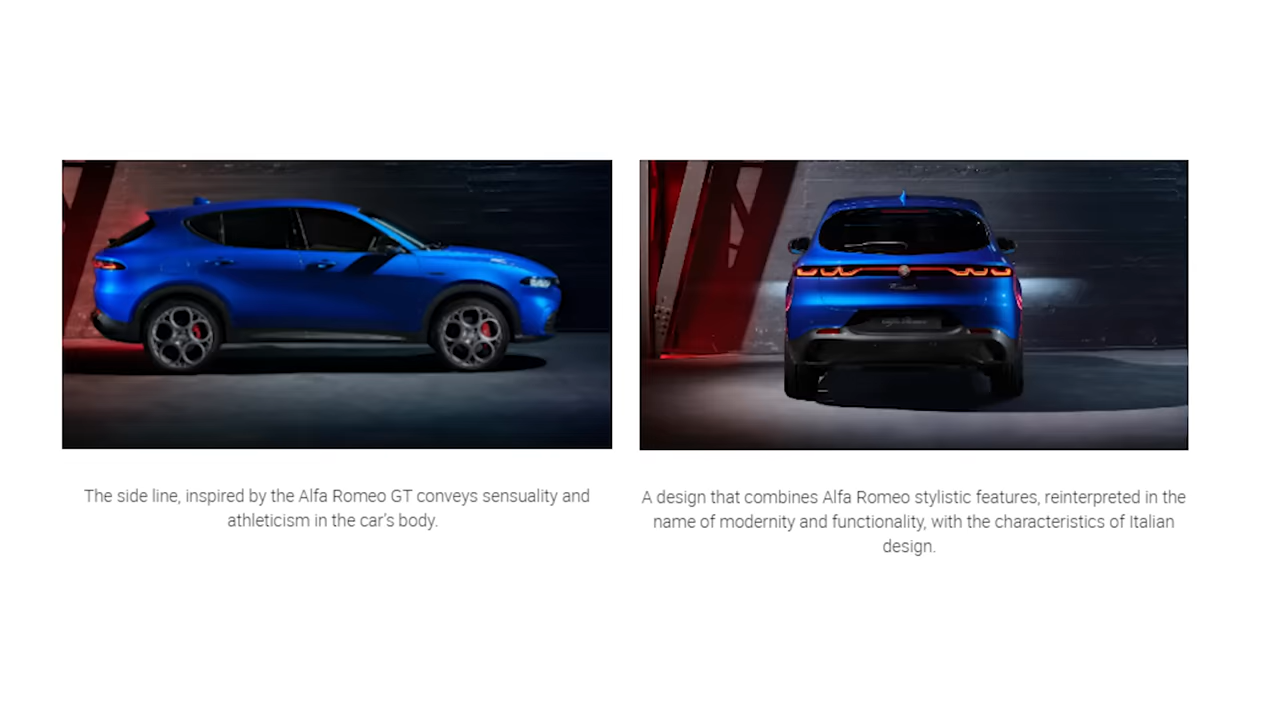 The side line, inspired by the Alfa Romeo GT conveys sensuality and
athleticism in the car's body.
A design that combines Alfa Romeo stylistic features, reinterpreted in the
name of modernity and functionality, with the characteristics of Italian
design.